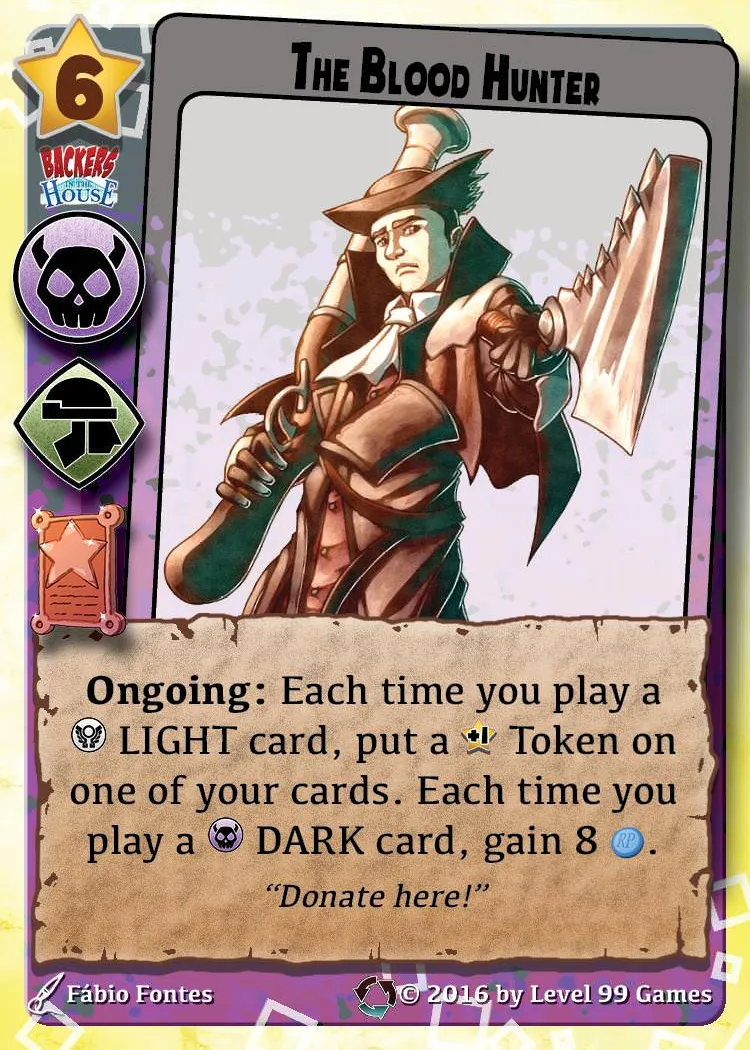 6
THE BLOOD HUNTER
BACKERS
IN THE
HOUSE
Ongoing: Each time you play a
LIGHT card, put a +1 Token on
one of your cards. Each time you
play a DARK card, gain 8 RP.
“Donate here!”
Fábio Fontes
© 2016 by Level 99 Games